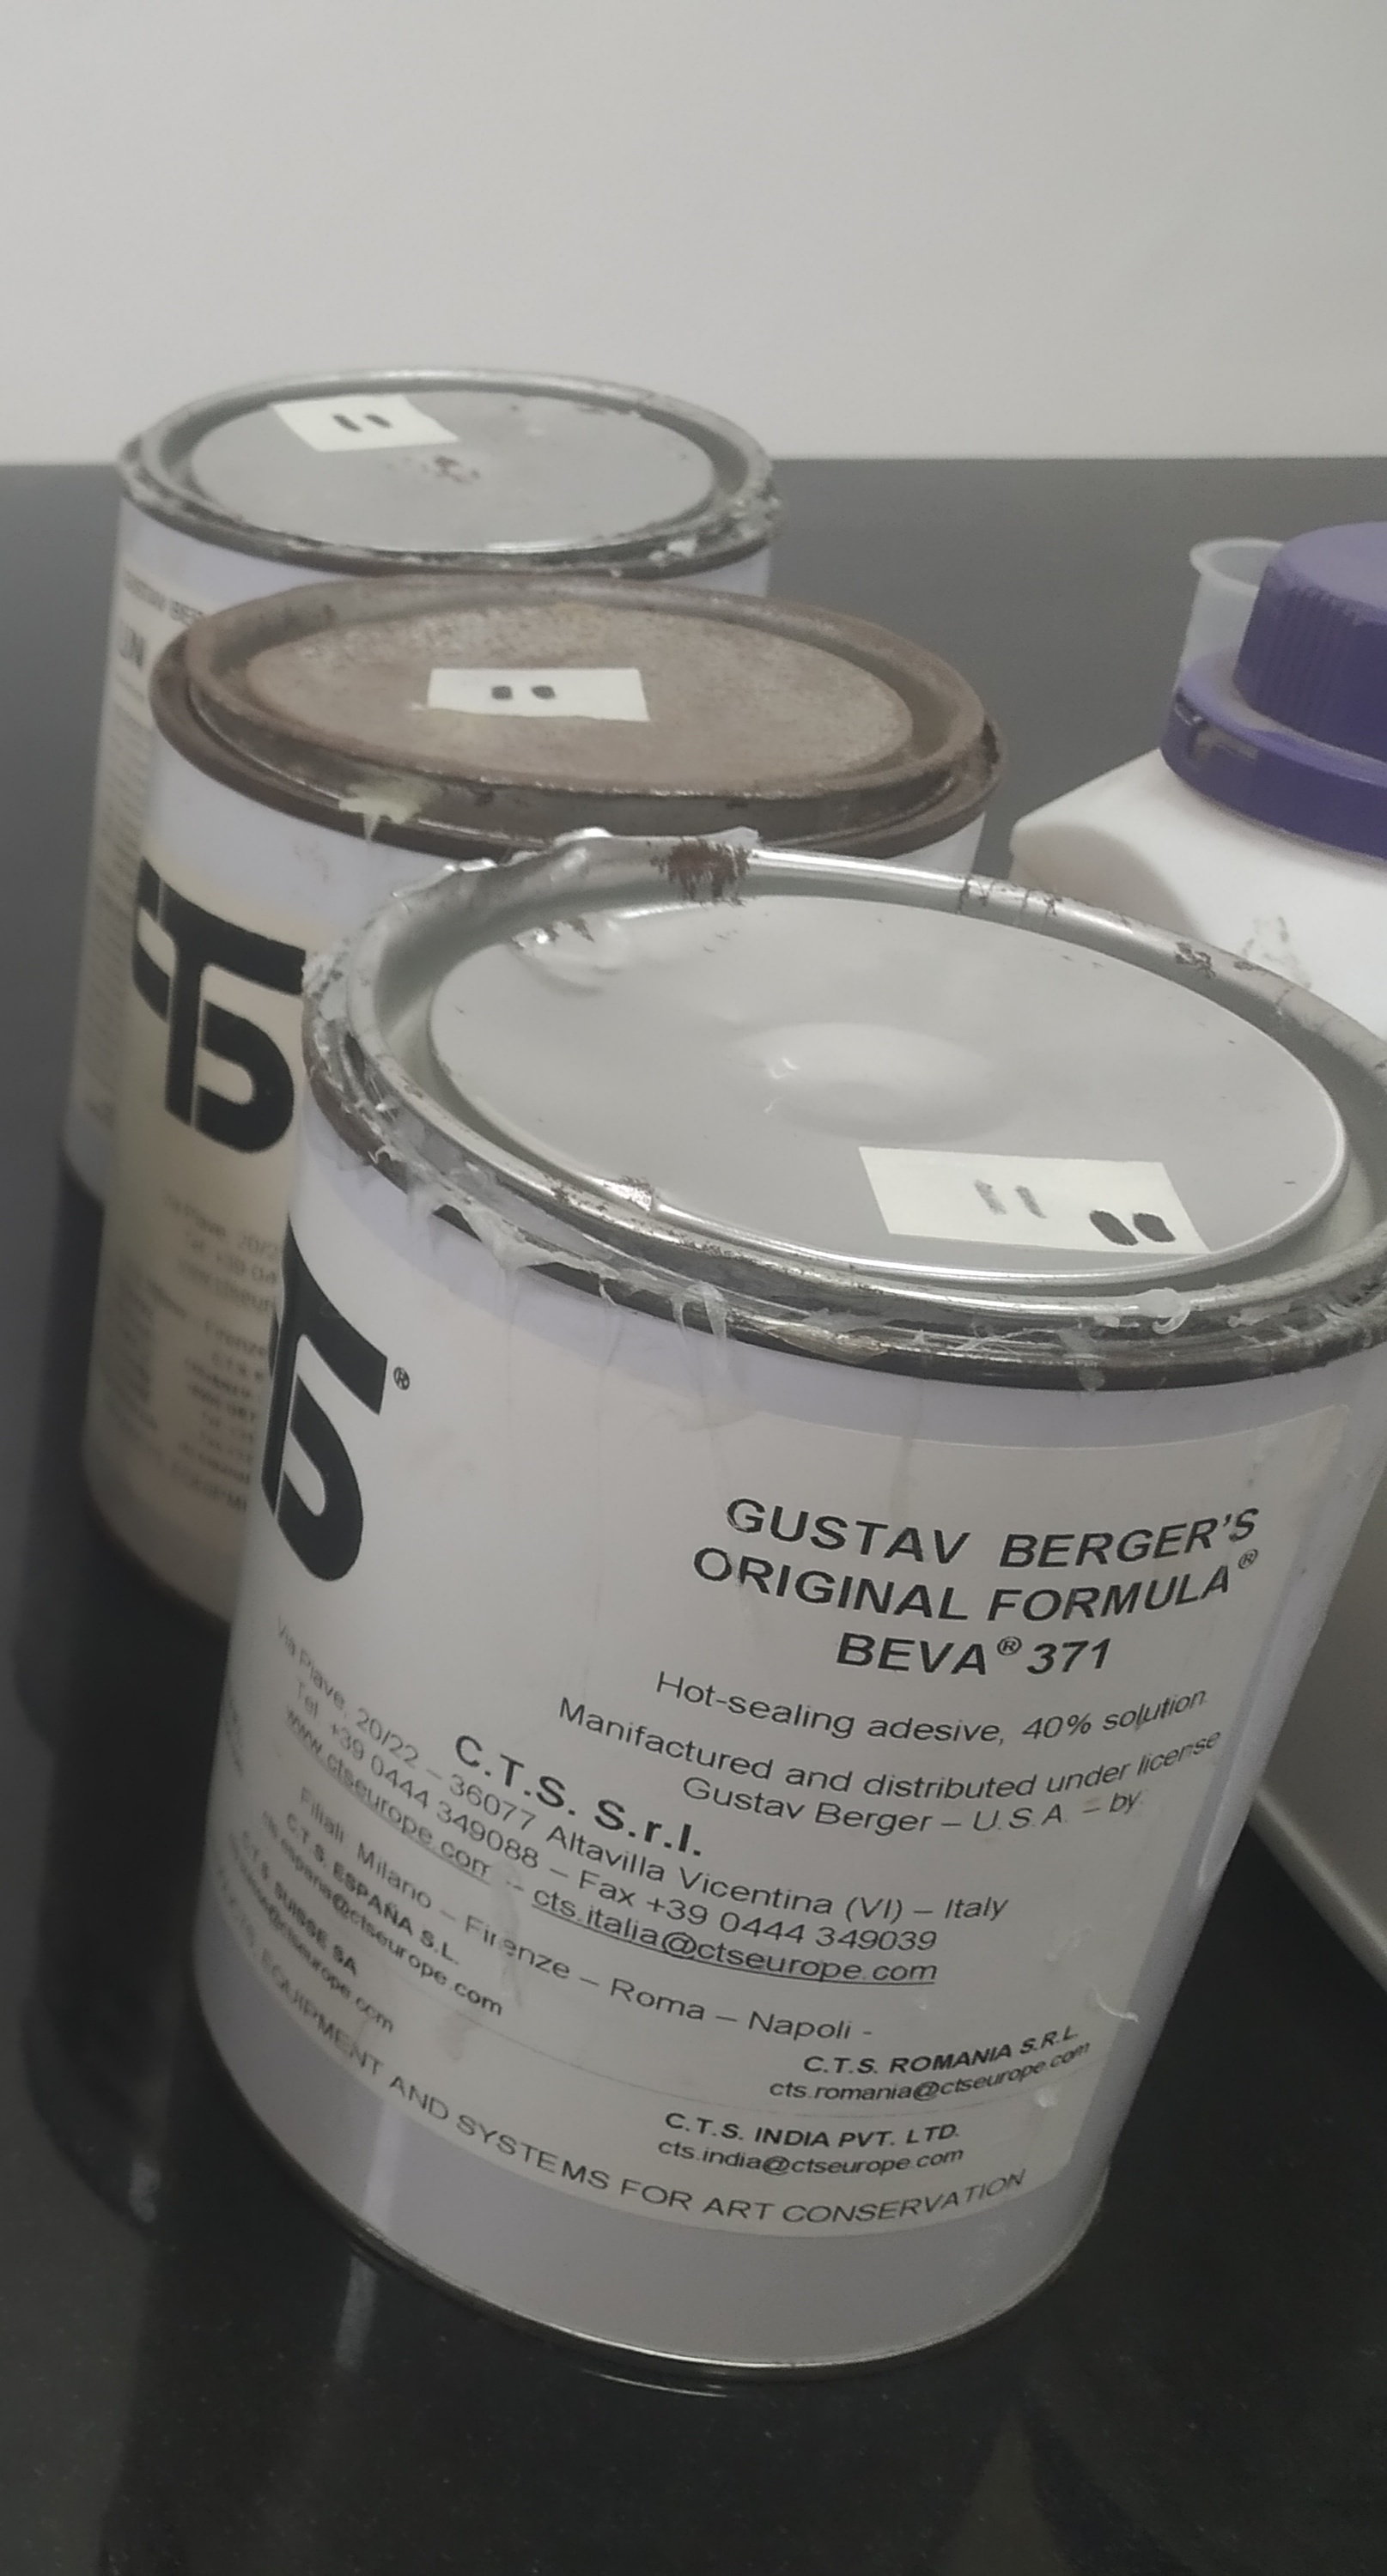 GUSTAV BERGER'S
ORIGINAL FORMULA®
BEVA® 371
Hot-sealing adesive, 40% solution
Manifactured and distributed under license
Gustav Berger – U.S.A. – by
C.T.S. S.r.l.
Via Piave, 20/22 – 36077 Altavilla Vicentina (VI) – Italy
Tel. +39 0444 349088 – Fax +39 0444 349039
www.ctseurope.com – cts.italia@ctseurope.com
Filiali: Milano – Firenze – Roma – Napoli -
C.T.S. ESPAÑA S.L.
cts.espana@ctseurope.com
C.T.S. ROMANIA S.R.L.
cts.romania@ctseurope.com
C.T.S. SUISSE SA
C.T.S. INDIA PVT. LTD.
cts.india@ctseurope.com
EQUIPMENT AND SYSTEMS FOR ART CONSERVATION